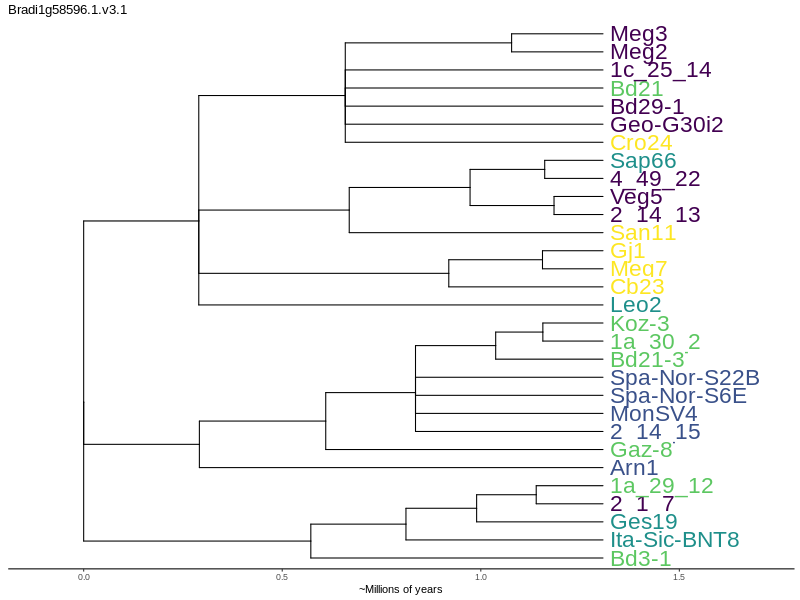 Bradi1g58596.1.v3.1
Meg3
Meg2
1c_25_14
Bd21
Bd29-1
Geo-G30i2
Cro24
Sap66
4_49_22
Veg5
2_14_13
San11
Gj1
Meg7
Cb23
Leo2
Koz-3
1a_30_2
Bd21-3
Spa-Nor-S22B
Spa-Nor-S6E
MonSV4
2_14_15
Gaz-8
Arn1
1a_29_12
2_1_7
Ges19
Ita-Sic-BNT8
Bd3-1
0.0 0.5 1.0 1.5
~Millions of years